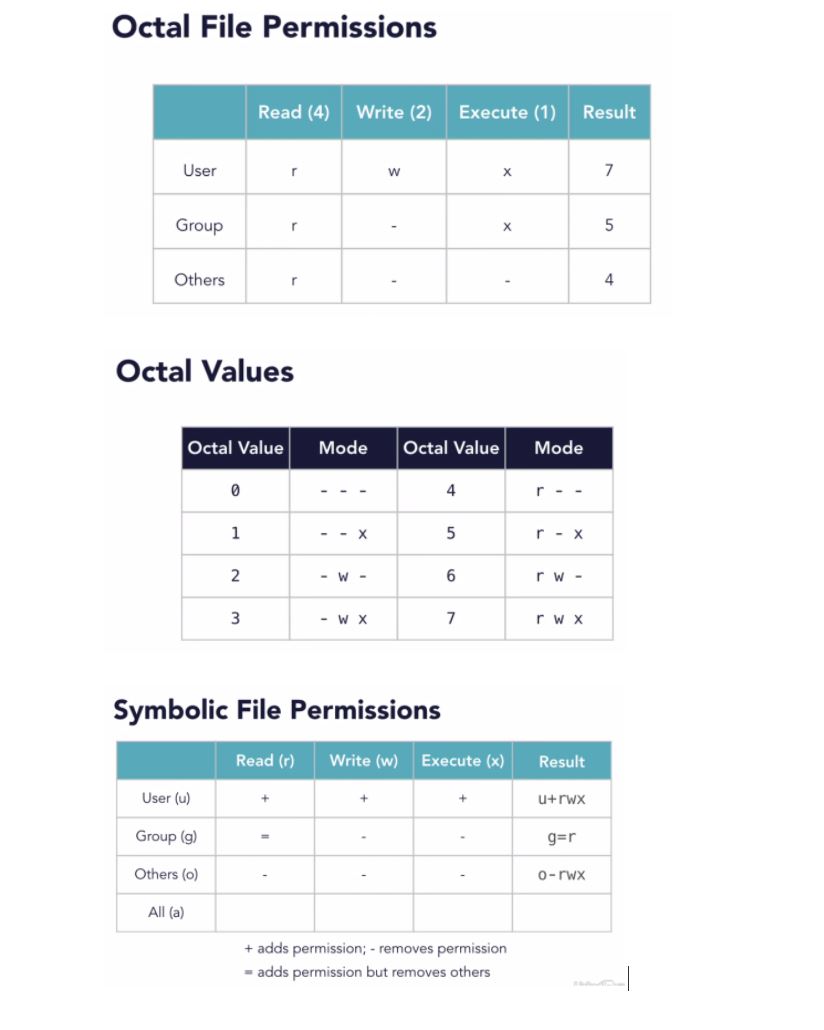 Octal File Permissions
Read (4) Write (2) Execute (1) Result
User r w x 7
Group r - x 5
Others r - - 4
Octal Values
Octal Value Mode Octal Value Mode
0 - - - 4 r - -
1 - - x 5 r - x
2 - w - 6 r w -
3 - w x 7 r w x
Symbolic File Permissions
Read (r) Write (w) Execute (x) Result
User (u) + + + u+rwx
Group (g) = - - g=r
Others (o) - - - o-rwx
All (a)
+ adds permission; - removes permission
= adds permission but removes others